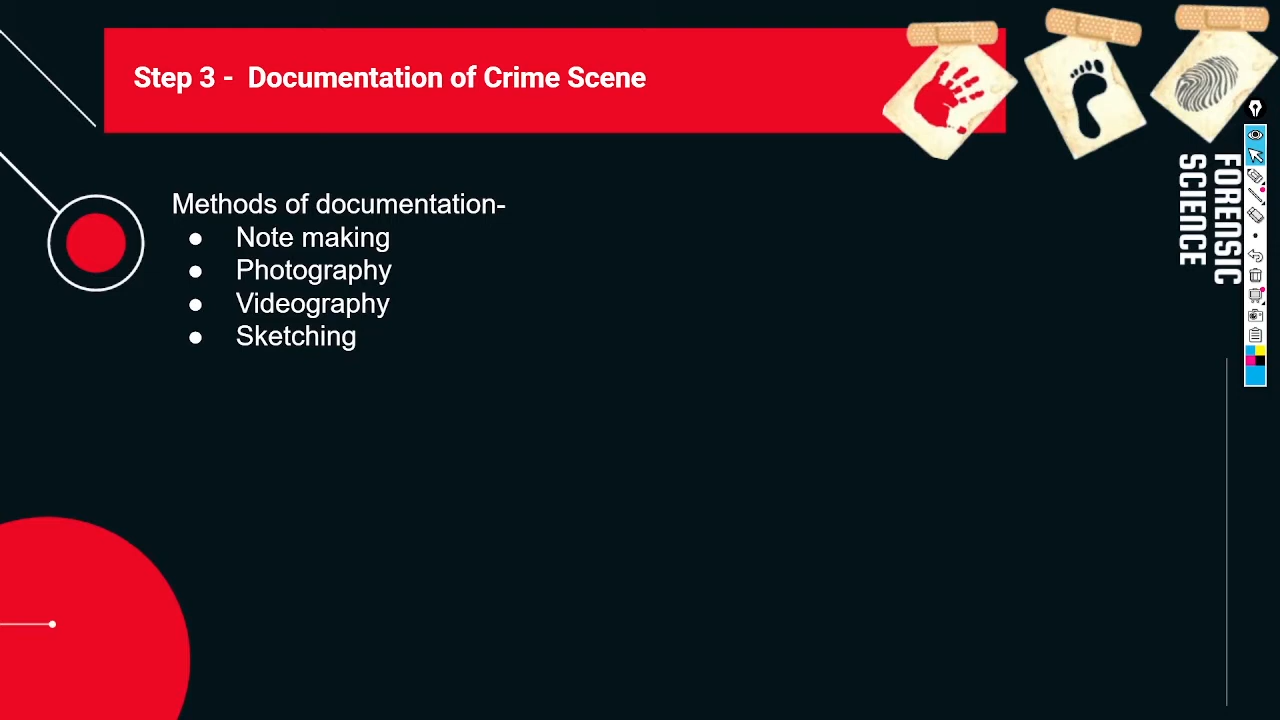 Step 3 - Documentation of Crime Scene
FORENSIC
SCIENCE
Methods of documentation-
● Note making
● Photography
● Videography
● Sketching